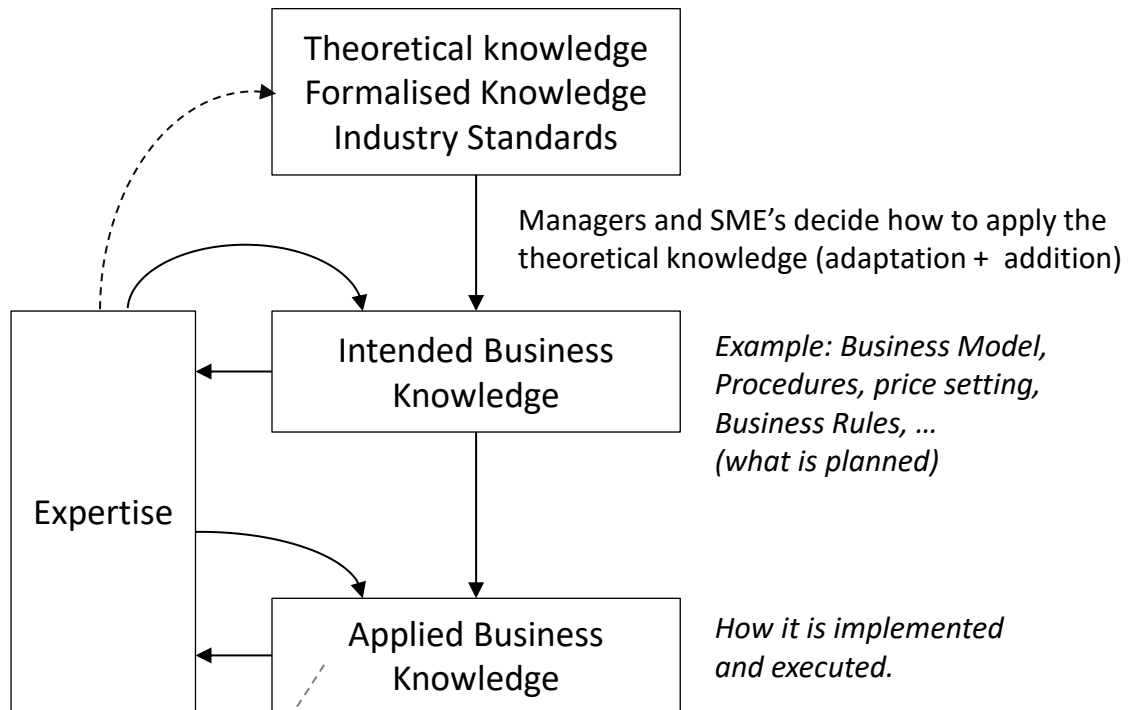 Theoretical knowledge
Formalised Knowledge
Industry Standards
Managers and SME’s decide how to apply the
theoretical knowledge (adaptation + addition)
Intended Business
Knowledge
Example: Business Model,
Procedures, price setting,
Business Rules, ...
(what is planned)
Expertise
Applied Business
Knowledge
How it is implemented
and executed.